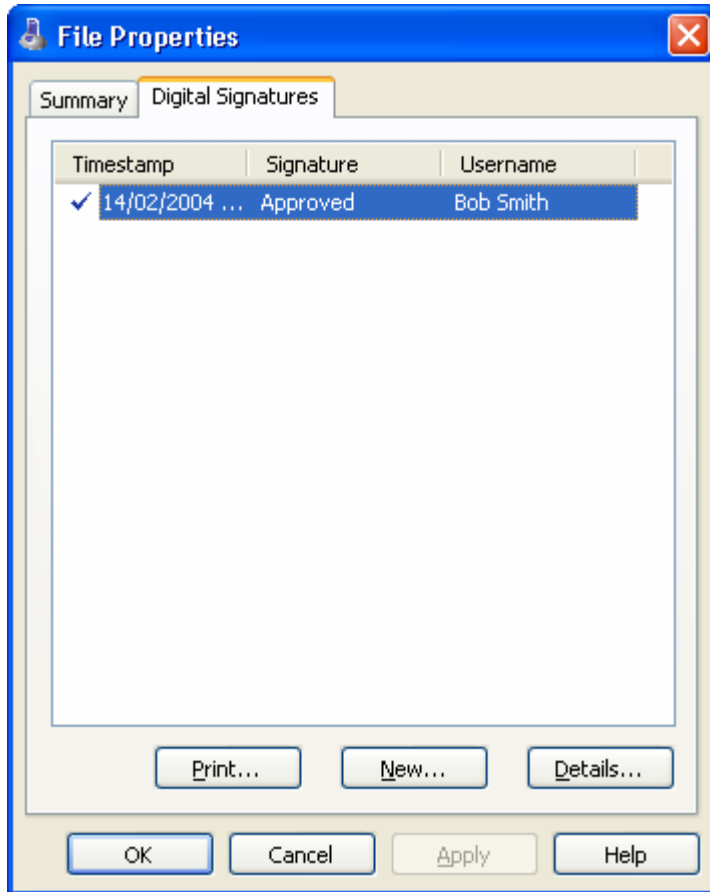 File Properties
Summary Digital Signatures
Timestamp Signature Username
14/02/2004 ... Approved Bob Smith
Print... New... Details...
OK Cancel Apply Help